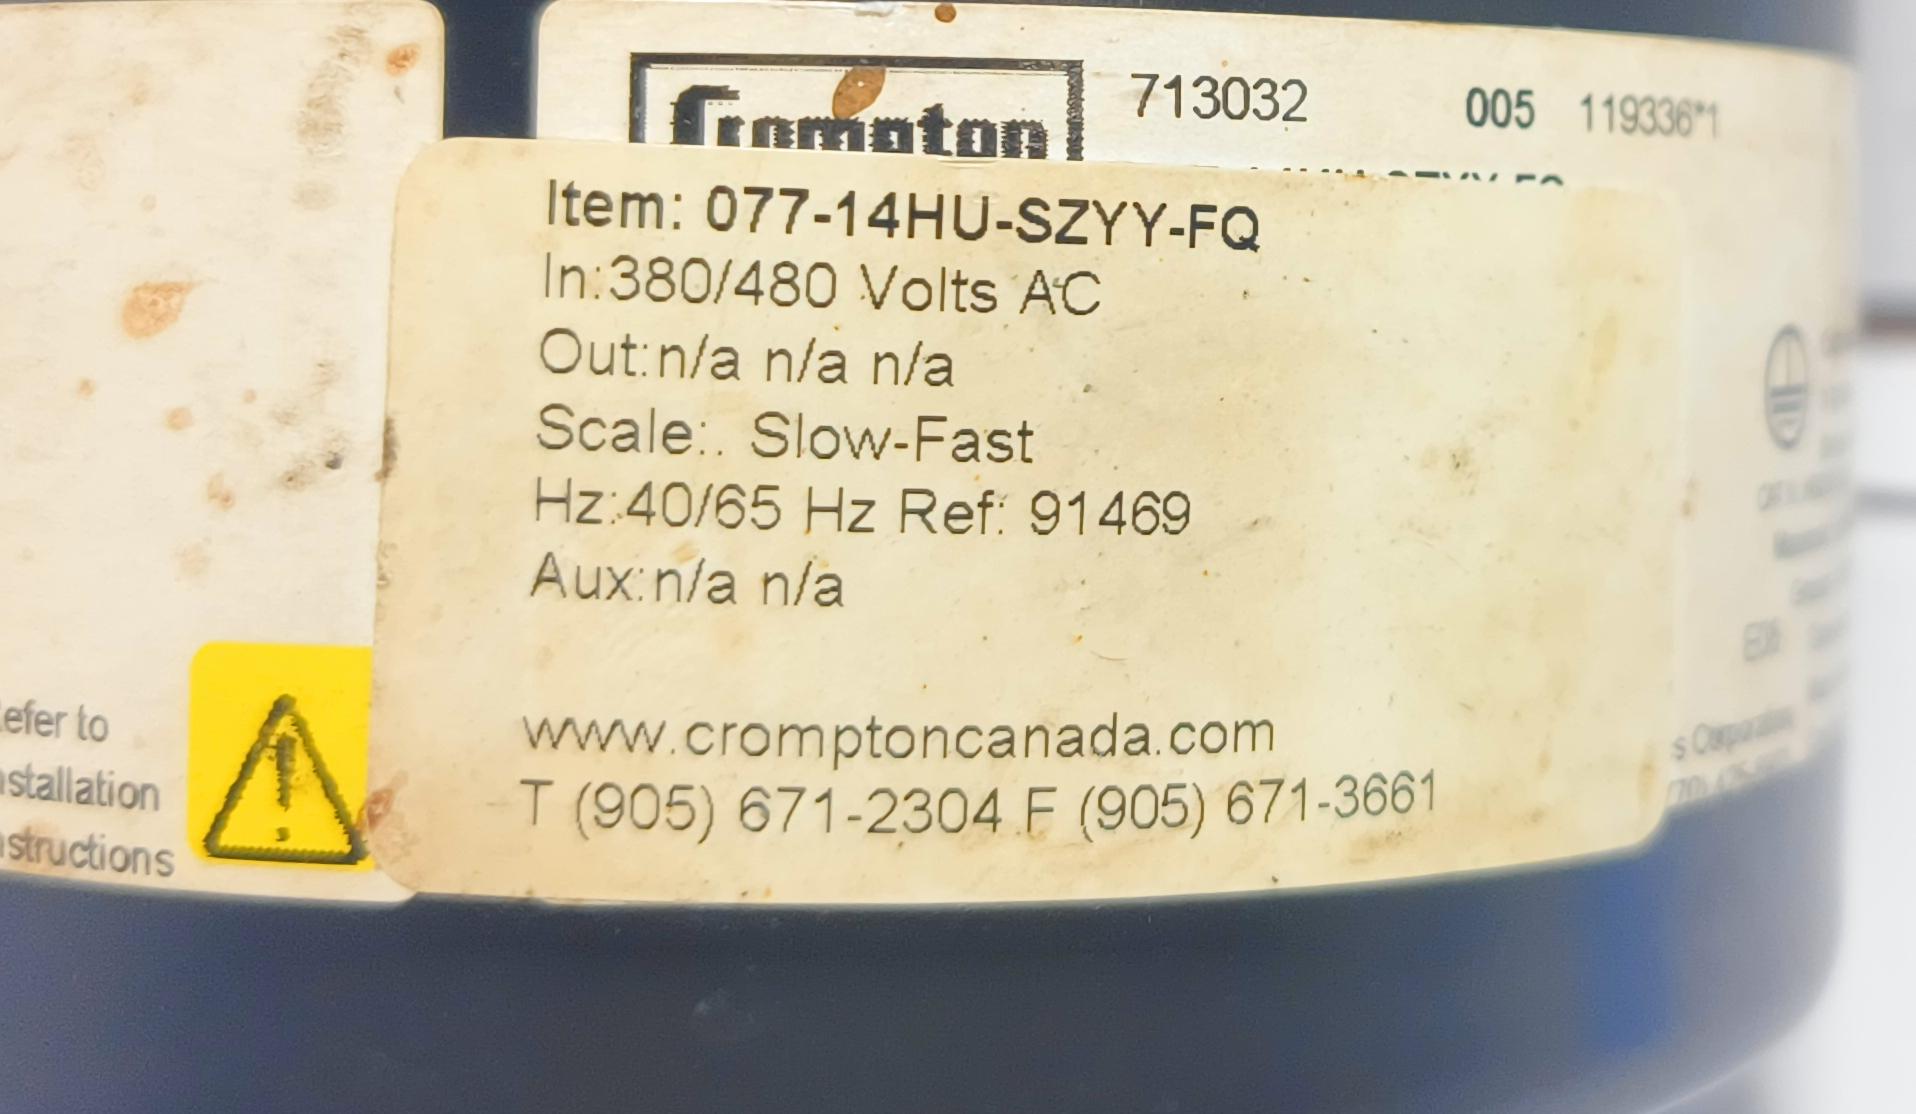 Crompton
713032 005 119336*1
Item: 077-14HU-SZYY-FQ
In:380/480 Volts AC
Out:n/a n/a n/a
Scale:. Slow-Fast
Hz:40/65 Hz Ref: 91469
Aux:n/a n/a
www.cromptoncanada.com
T (905) 671-2304 F (905) 671-3661
efer to
nstallation
nstructions